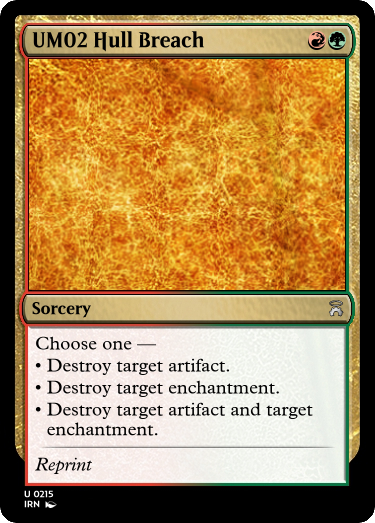 UM02 Hull Breach
Sorcery
Choose one —
• Destroy target artifact.
• Destroy target enchantment.
• Destroy target artifact and target
enchantment.
Reprint
U 0215
IRN